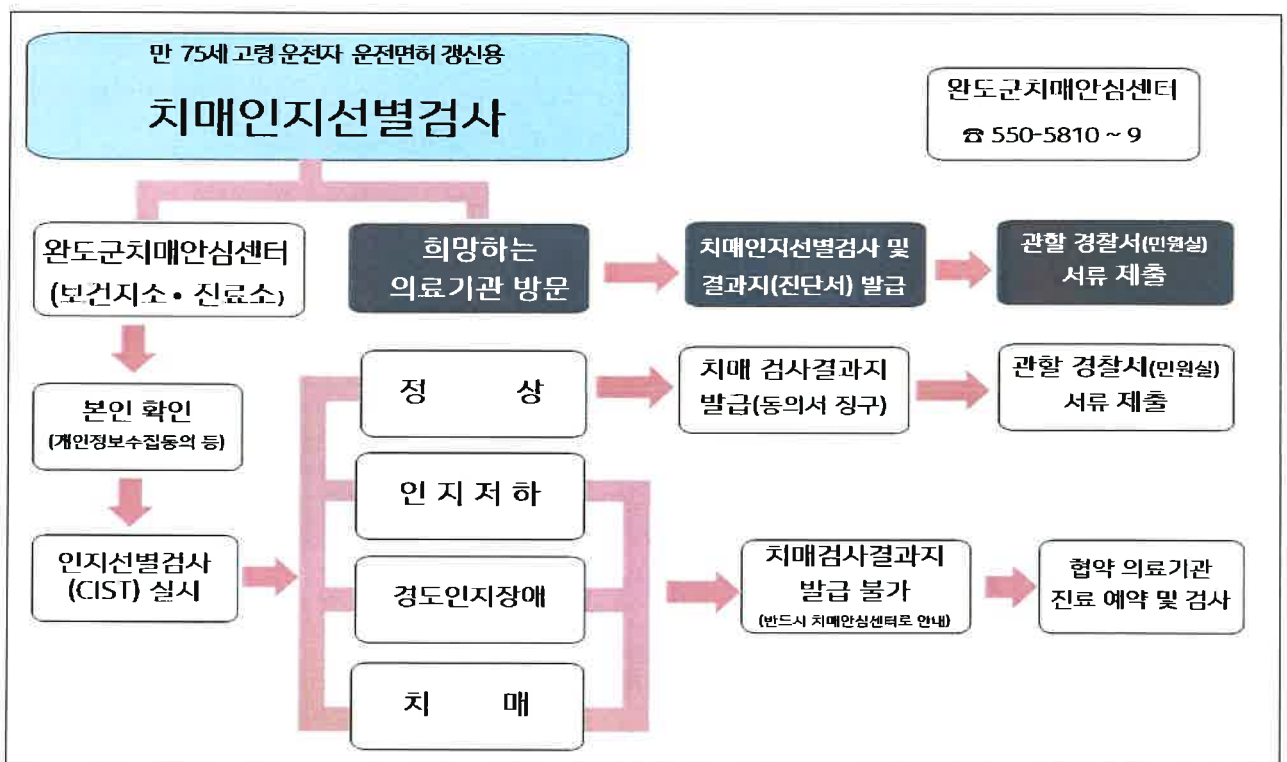 만 75세 고령 운전자 운전면허 갱신용
치매인지선별검사
완도군치매안심센터
☎ 550-5810 ~ 9
완도군치매안심센터
(보건지소• 진료소)
희망하는
의료기관 방문
치매인지선별검사 및
결과지(진단서) 발급
관할 경찰서(민원실)
서류 제출
본인 확인
(개인정보수집동의 등)
인지선별검사
(CIST) 실시
정 상
치매 검사결과지
발급(동의서 징구)
관할 경찰서(민원실)
서류 제출
인 지 저 하
경도인지장애
치 매
치매검사결과지
발급 불가
(반드시 치매안심센터로 안내)
협약 의료기관
진료 예약 및 검사